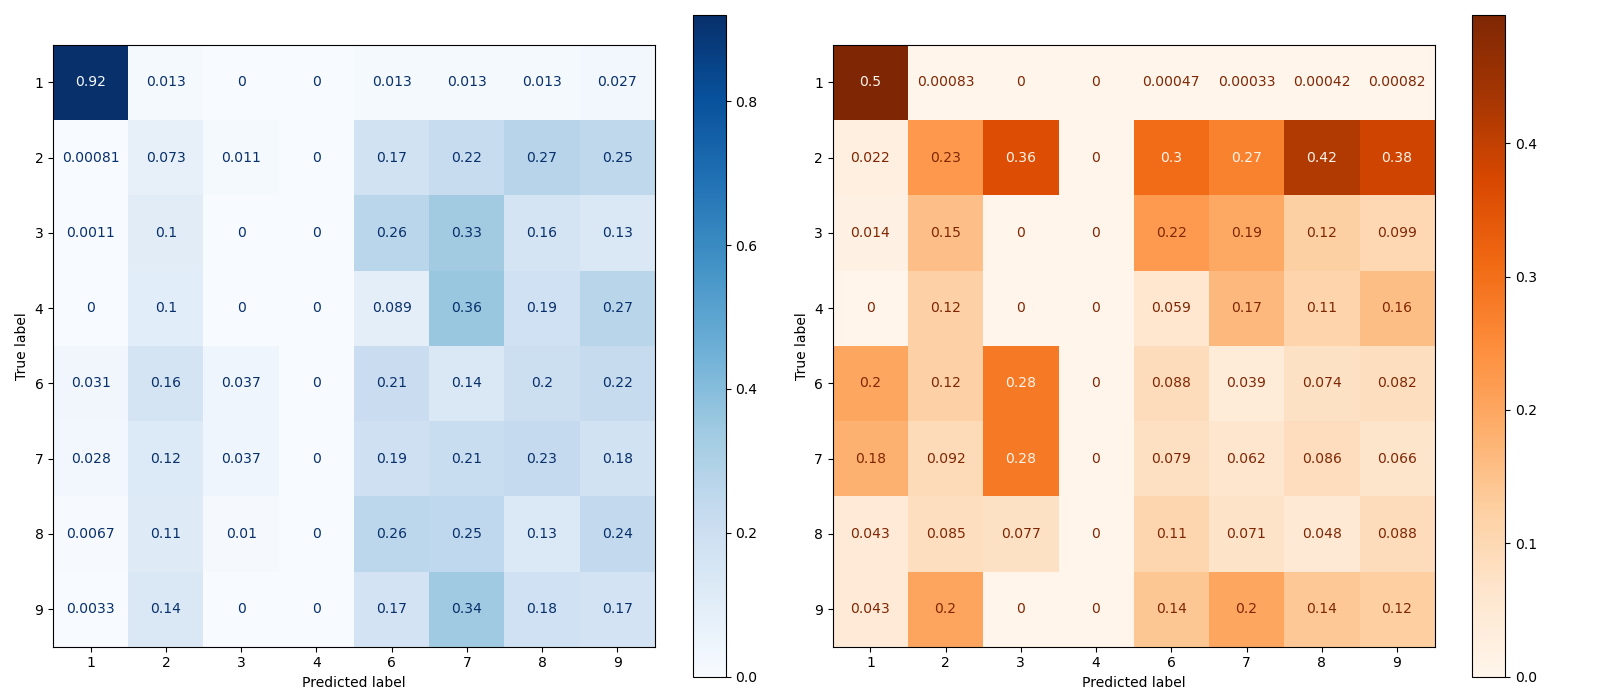 1 0.92 0.013 0 0 0.013 0.013 0.013 0.027
2 0.00081 0.073 0.011 0 0.17 0.22 0.27 0.25
3 0.0011 0.1 0 0 0.26 0.33 0.16 0.13
4 0 0.1 0 0 0.089 0.36 0.19 0.27
6 0.031 0.16 0.037 0 0.21 0.14 0.2 0.22
7 0.028 0.12 0.037 0 0.19 0.21 0.23 0.18
8 0.0067 0.11 0.01 0 0.26 0.25 0.13 0.24
9 0.0033 0.14 0 0 0.17 0.34 0.18 0.17
1 2 3 4 6 7 8 9
Predicted label
True label
0.8
0.6
0.4
0.2
0.0
1 0.5 0.00083 0 0 0.00047 0.00033 0.00042 0.00082
2 0.022 0.23 0.36 0 0.3 0.27 0.42 0.38
3 0.014 0.15 0 0 0.22 0.19 0.12 0.099
4 0 0.12 0 0 0.059 0.17 0.11 0.16
6 0.2 0.12 0.28 0 0.088 0.039 0.074 0.082
7 0.18 0.092 0.28 0 0.079 0.062 0.086 0.066
8 0.043 0.085 0.077 0 0.11 0.071 0.048 0.088
9 0.043 0.2 0 0 0.14 0.2 0.14 0.12
1 2 3 4 6 7 8 9
Predicted label
True label
0.4
0.3
0.2
0.1
0.0